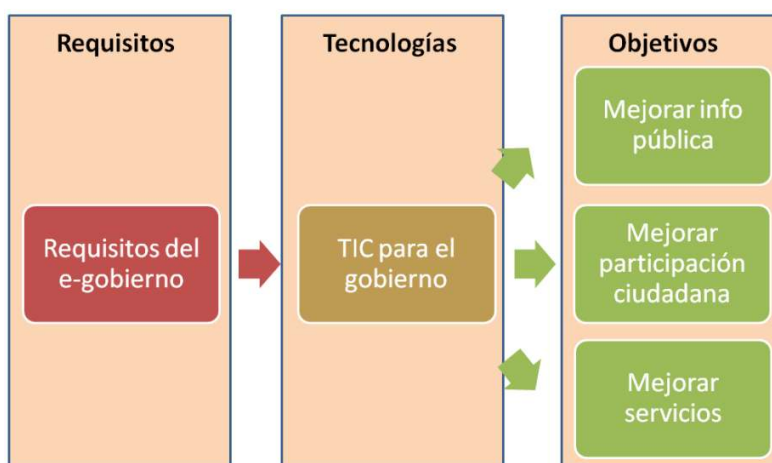 Requisitos
Requisitos del
e-gobierno
Tecnologías
TIC para el
gobierno
Objetivos
Mejorar info
pública
Mejorar
participación
ciudadana
Mejorar
servicios